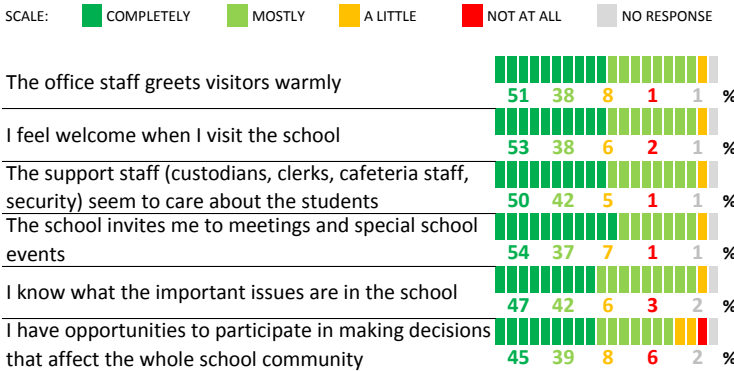 SCALE: COMPLETELY MOSTLY A LITTLE NOT AT ALL NO RESPONSE
The office staff greets visitors warmly
51 38 8 1 1 %
I feel welcome when I visit the school
53 38 6 2 1 %
The support staff (custodians, clerks, cafeteria staff,
security) seem to care about the students
50 42 5 1 1 %
The school invites me to meetings and special school
events
54 37 7 1 1 %
I know what the important issues are in the school
47 42 6 3 2 %
I have opportunities to participate in making decisions
that affect the whole school community
45 39 8 6 2 %